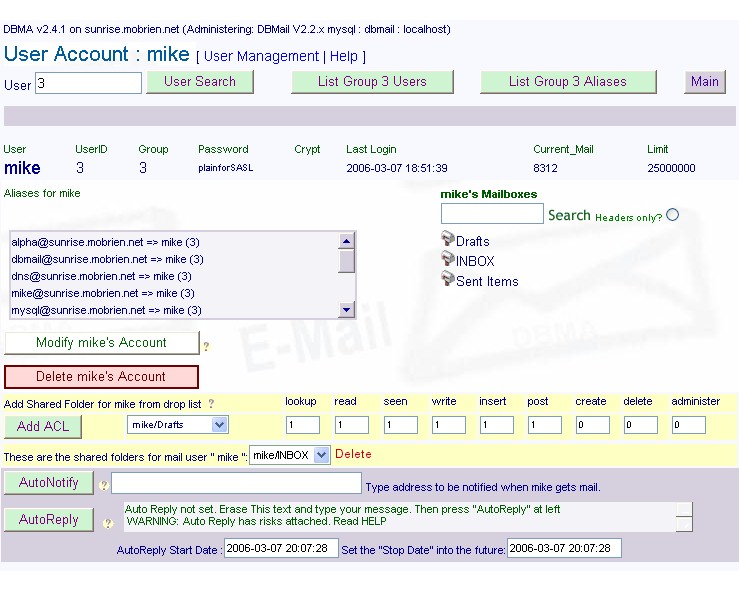 DBMA v2.4.1 on sunrise.mobrien.net (Administering: DBMail V2.2.x mysql : dbmail : localhost)
User Account : mike [ User Management | Help ]
User 3 User Search List Group 3 Users List Group 3 Aliases Main
User UserID Group Password Crypt Last Login Current_Mail Limit
mike 3 3 plainforSASL 2006-03-07 18:51:39 8312 25000000
Aliases for mike
mike's Mailboxes
Search Headers only?
alpha@sunrise.mobrien.net => mike (3)
dbmail@sunrise.mobrien.net => mike (3)
dns@sunrise.mobrien.net => mike (3)
mike@sunrise.mobrien.net => mike (3)
mysql@sunrise.mobrien.net => mike (3)
Drafts
INBOX
Sent Items
E-Mail
DBMA
Modify mike's Account ?
Delete mike's Account
Add Shared Folder for mike from drop list ? lookup read seen write insert post create delete administer
Add ACL mike/Drafts 1 1 1 1 1 1 0 0 0
These are the shared folders for mail user " mike ": mike/INBOX Delete
AutoNotify ? Type address to be notified when mike gets mail.
AutoReply ? Auto Reply not set. Erase This text and type your message. Then press "AutoReply" at left
WARNING: Auto Reply has risks attached. Read HELP
AutoReply Start Date : 2006-03-07 20:07:28 Set the "Stop Date" into the future: 2006-03-07 20:07:28